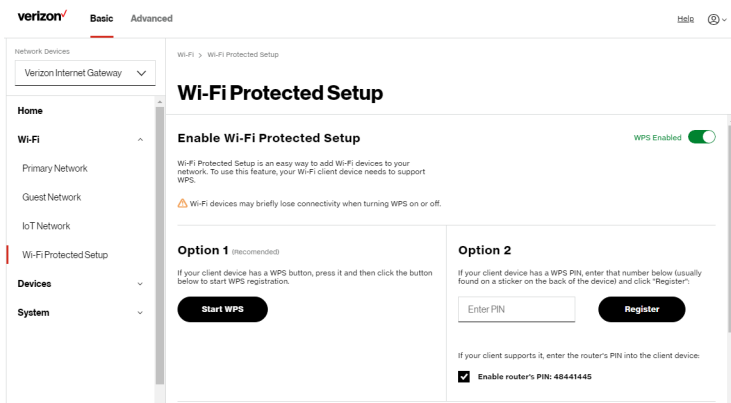 verizon
Basic
Advanced
Help
Network Devices
Verizon Internet Gateway
Home
Wi-Fi
Primary Network
Guest Network
IoT Network
Wi-Fi Protected Setup
Devices
System
Wi-Fi > Wi-Fi Protected Setup
Wi-Fi Protected Setup
Enable Wi-Fi Protected Setup
WPS Enabled
Wi-Fi Protected Setup is an easy way to add Wi-Fi devices to your
network. To use this feature, your Wi-Fi client device needs to support
WPS.
Wi-Fi devices may briefly lose connectivity when turning WPS on or off.
Option 1 (Recomended)
If your client device has a WPS button, press it and then click the button
below to start WPS registration.
Start WPS
Option 2
If your client device has a WPS PIN, enter that number below (usually
found on a sticker on the back of the device) and click "Register":
Enter PIN
Register
If your client supports it, enter the router's PIN into the client device:
Enable router's PIN: 48441445